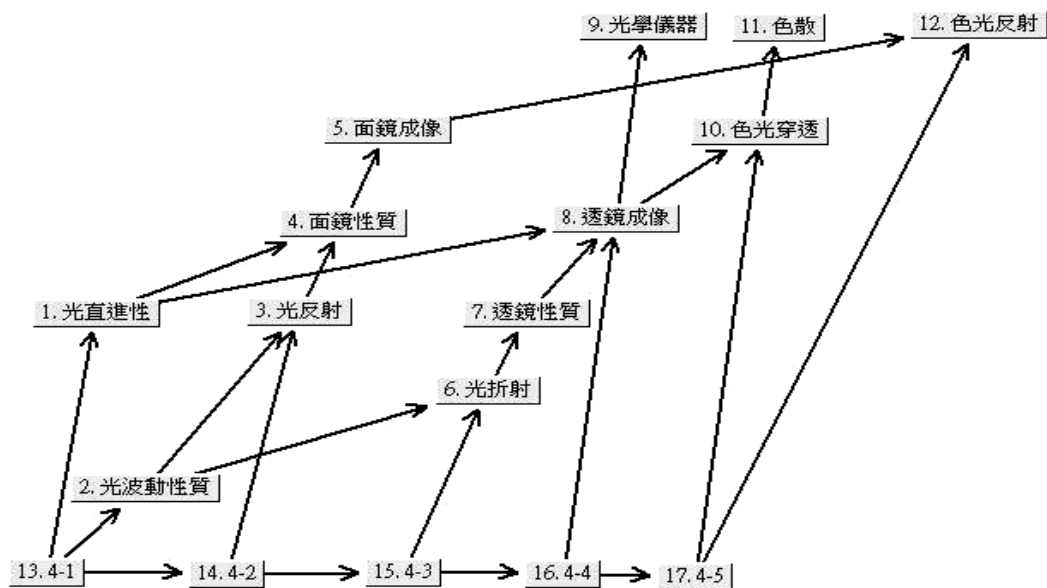 9. 光學儀器
11. 色散
12. 色光反射
5. 面鏡成像
10. 色光穿透
4. 面鏡性質
8. 透鏡成像
1. 光直進性
3. 光反射
7. 透鏡性質
6. 光折射
2. 光波動性質
13. 4-1
14. 4-2
15. 4-3
16. 4-4
17. 4-5